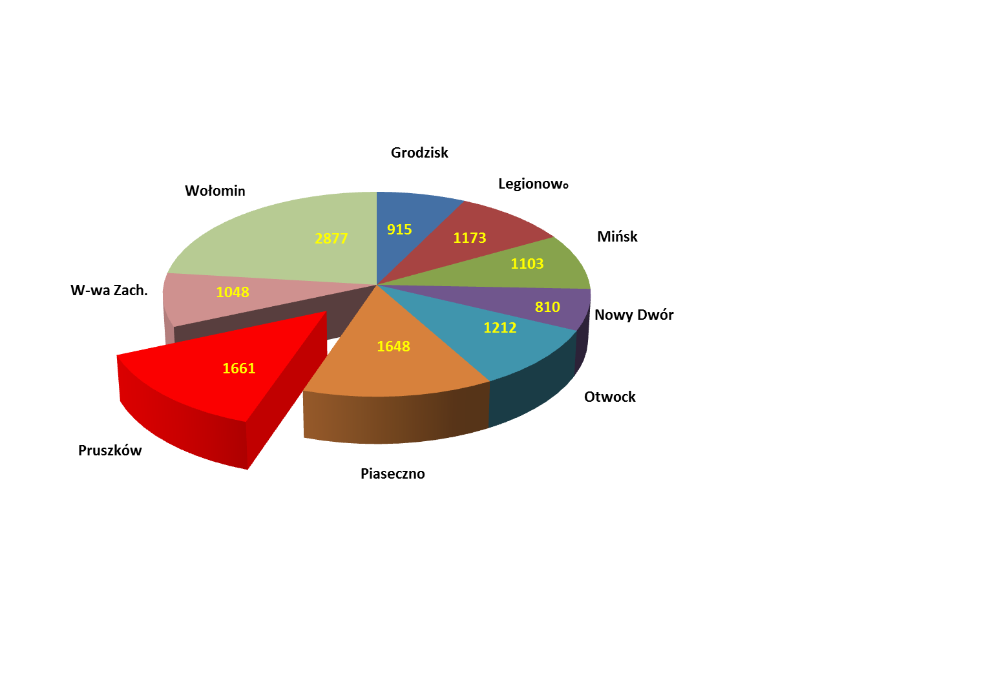 Grodzisk
Legionowo
Wołomin
Mińsk
2877
915
1173
1103
W-wa Zach.
1048
810
Nowy Dwór
1212
1648
1661
Otwock
Pruszków
Piaseczno